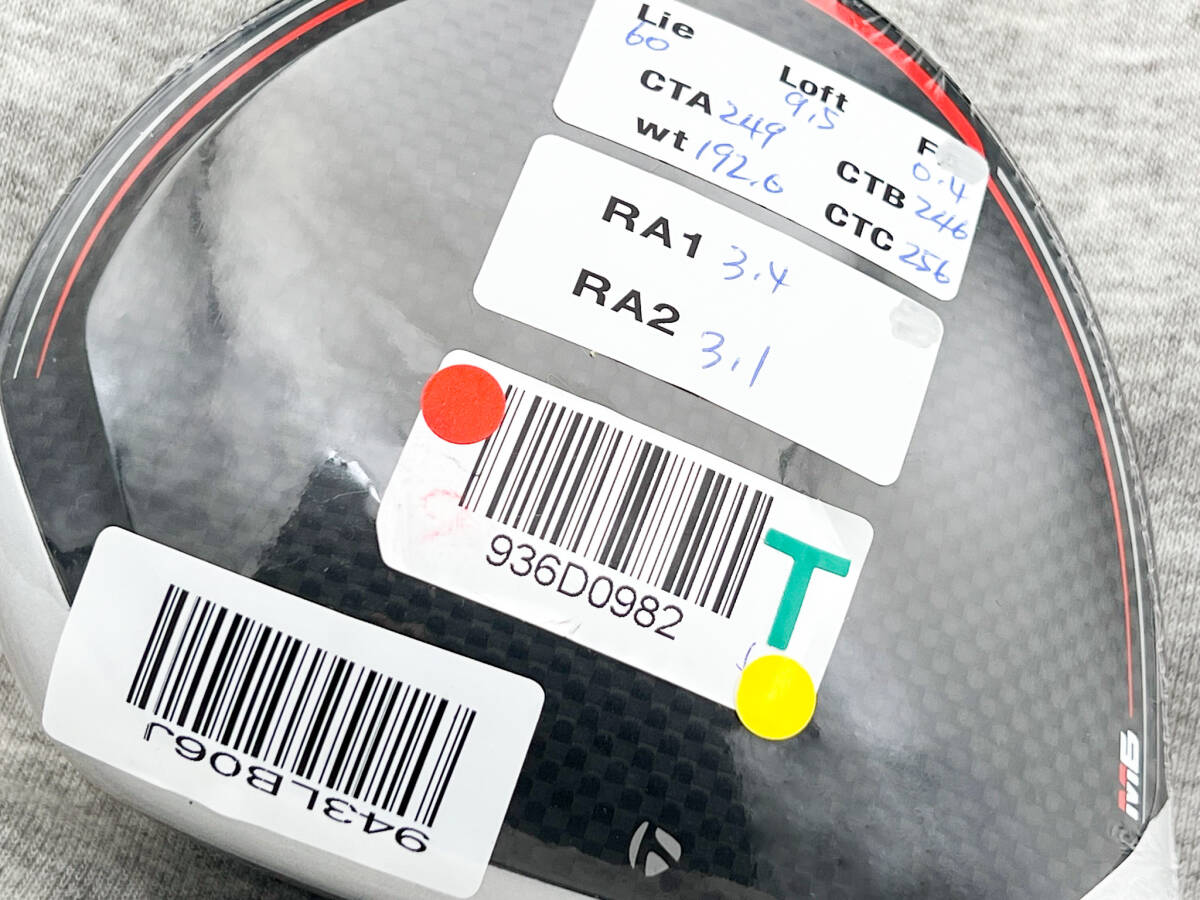 Lie 60
Loft 9.5
F 0.4
CTA 249
CTB 246
wt 192.6
CTC 256
RA1 3.4
RA2 3.1
936D0982
T
943LB06J
M6